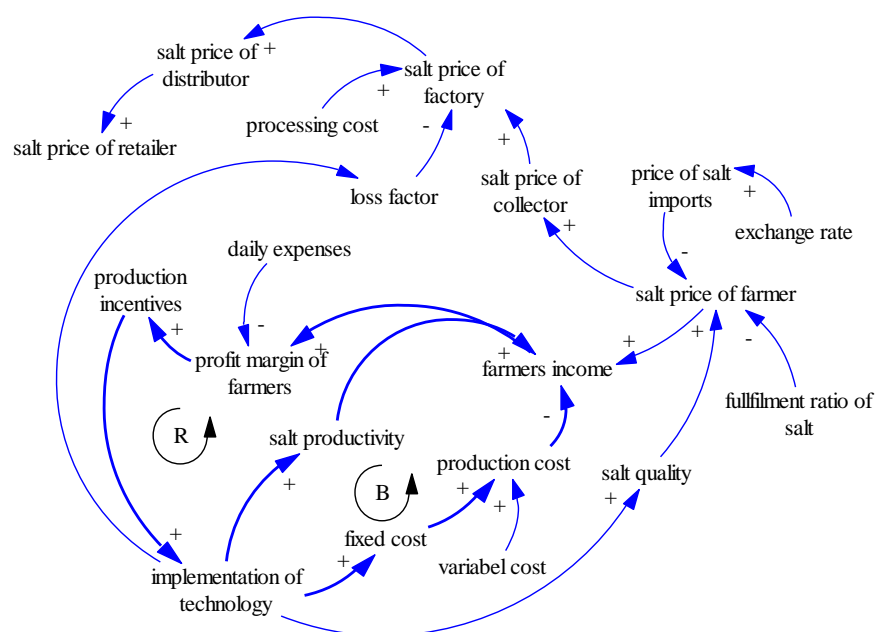 salt price of
distributor
+
salt price of
factory
+
processing cost
-
+
salt price of retailer
+
loss factor
salt price of
collector
+
price of salt
imports
+
exchange rate
-
daily expenses
production
incentives
salt price of farmer
-
+
+
profit margin of
farmers
+
+
farmers income
+
+
-
fullfilment ratio of
salt
-
R
salt productivity
+
production cost
+
+
salt quality
+
B
fixed cost
+
variabel cost
+
implementation of
technology